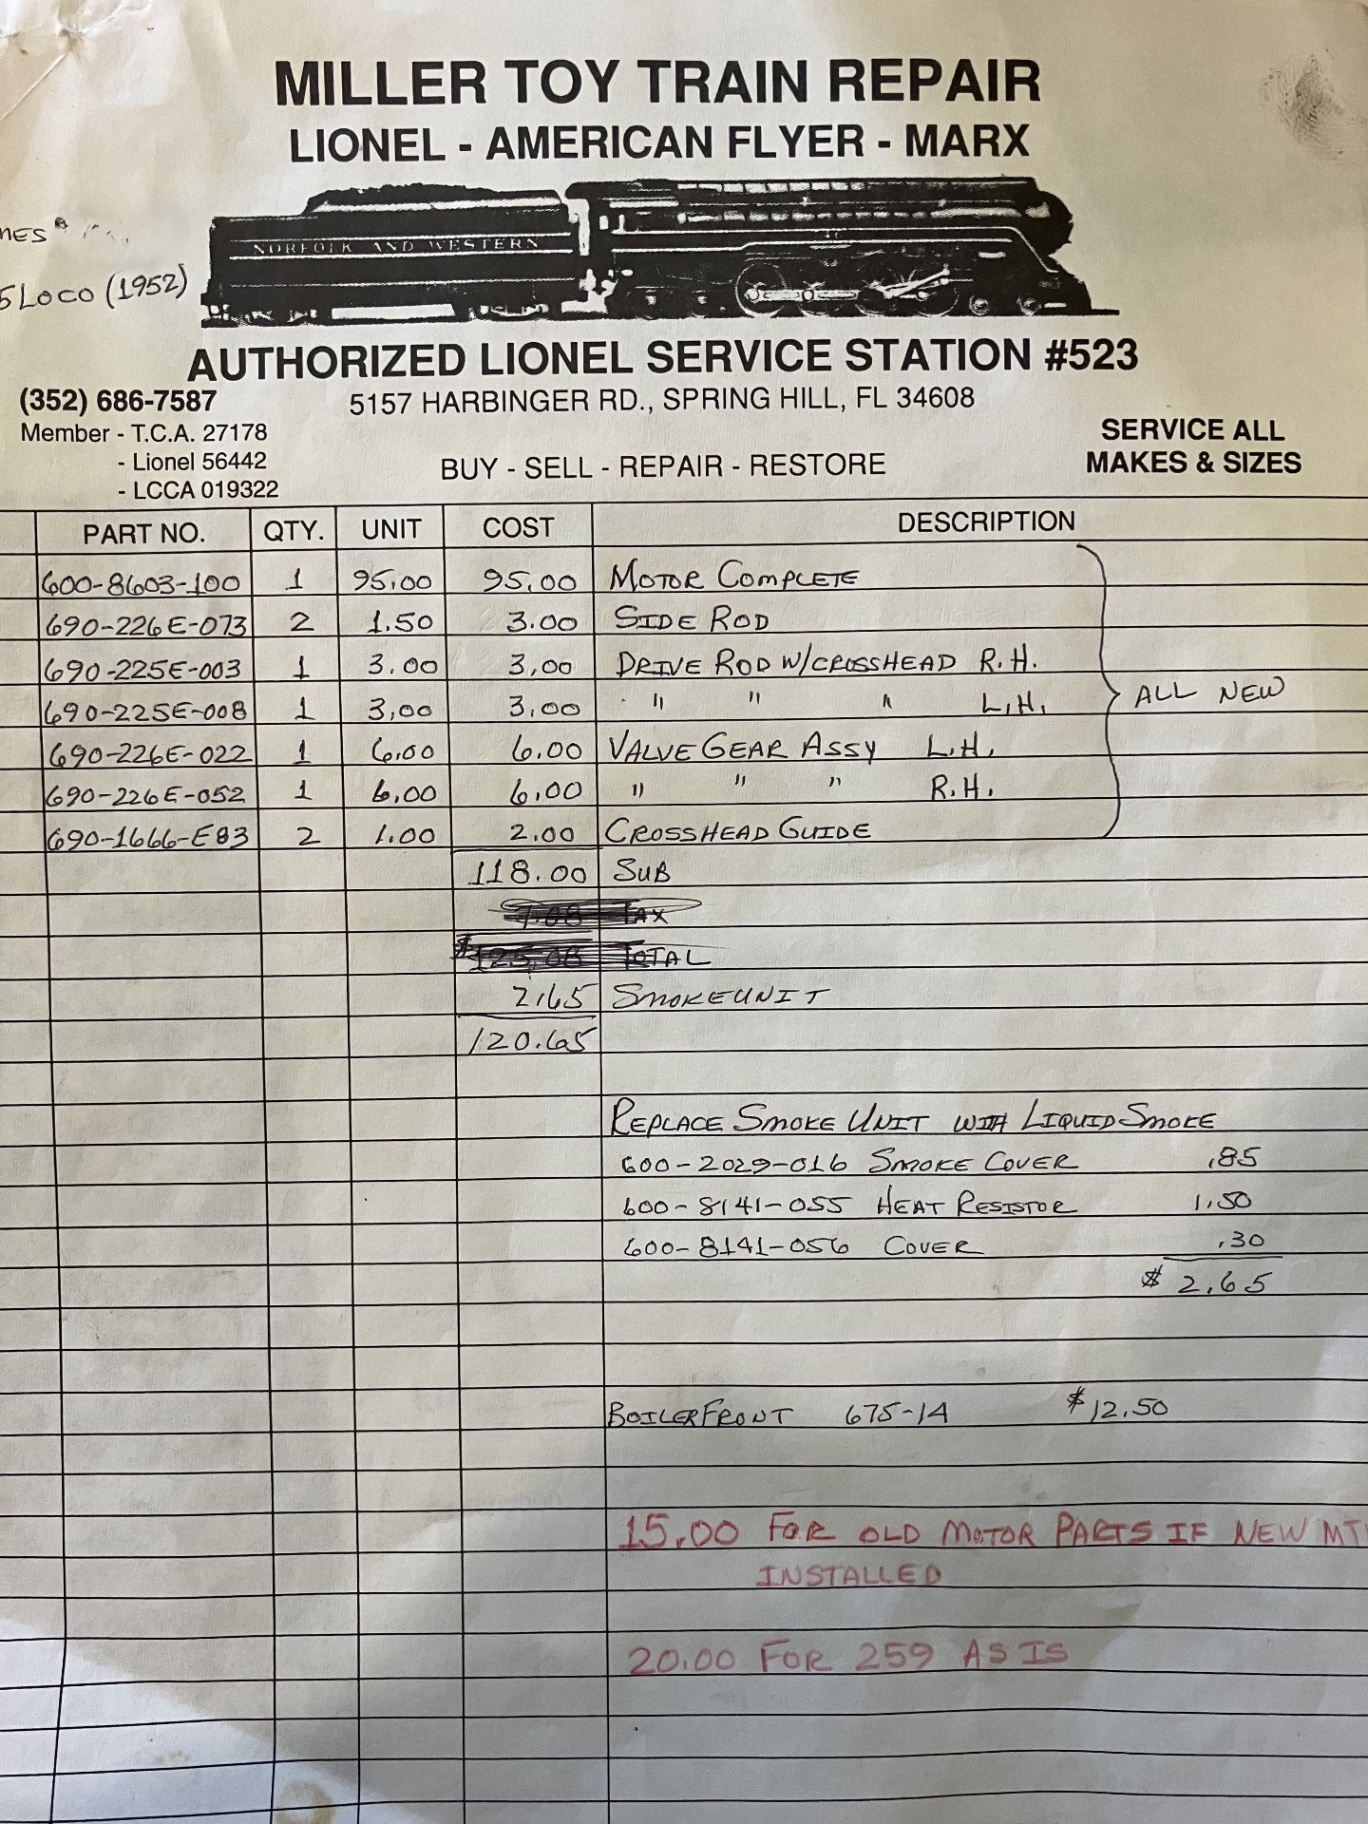 MILLER TOY TRAIN REPAIR
LIONEL - AMERICAN FLYER - MARX
NORFOLK AND WESTERN
5 LOCO (1952)
AUTHORIZED LIONEL SERVICE STATION #523
(352) 686-7587
5157 HARBINGER RD., SPRING HILL, FL 34608
Member - T.C.A. 27178
- Lionel 56442
- LCCA 019322
BUY - SELL - REPAIR - RESTORE
SERVICE ALL
MAKES & SIZES
PART NO. QTY. UNIT COST DESCRIPTION
600-8603-100 1 95.00 95.00 MOTOR COMPLETE
690-226E-073 2 1.50 3.00 SIDE ROD
690-225E-003 1 3.00 3.00 DRIVE ROD W/CROSSHEAD R.H.
690-225E-008 1 3.00 3.00 " " " L.H.
ALL NEW
690-226E-022 1 6.00 6.00 VALVE GEAR ASSY L.H.
690-226E-052 1 6.00 6.00 " " " R.H.
690-1666-E83 2 1.00 2.00 CROSSHEAD GUIDE
118.00 SUB
7.08 TAX
$125.08 TOTAL
2.65 SMOKE UNIT
120.65
REPLACE SMOKE UNIT WITH LIQUID SMOKE
600-2029-016 SMOKE COVER .85
600-8141-055 HEAT RESISTOR 1.50
600-8141-056 COVER .30
$ 2.65
BOILER FRONT 675-14 $12.50
15.00 FOR OLD MOTOR PARTS IF NEW
INSTALLED
20.00 FOR 259 AS IS